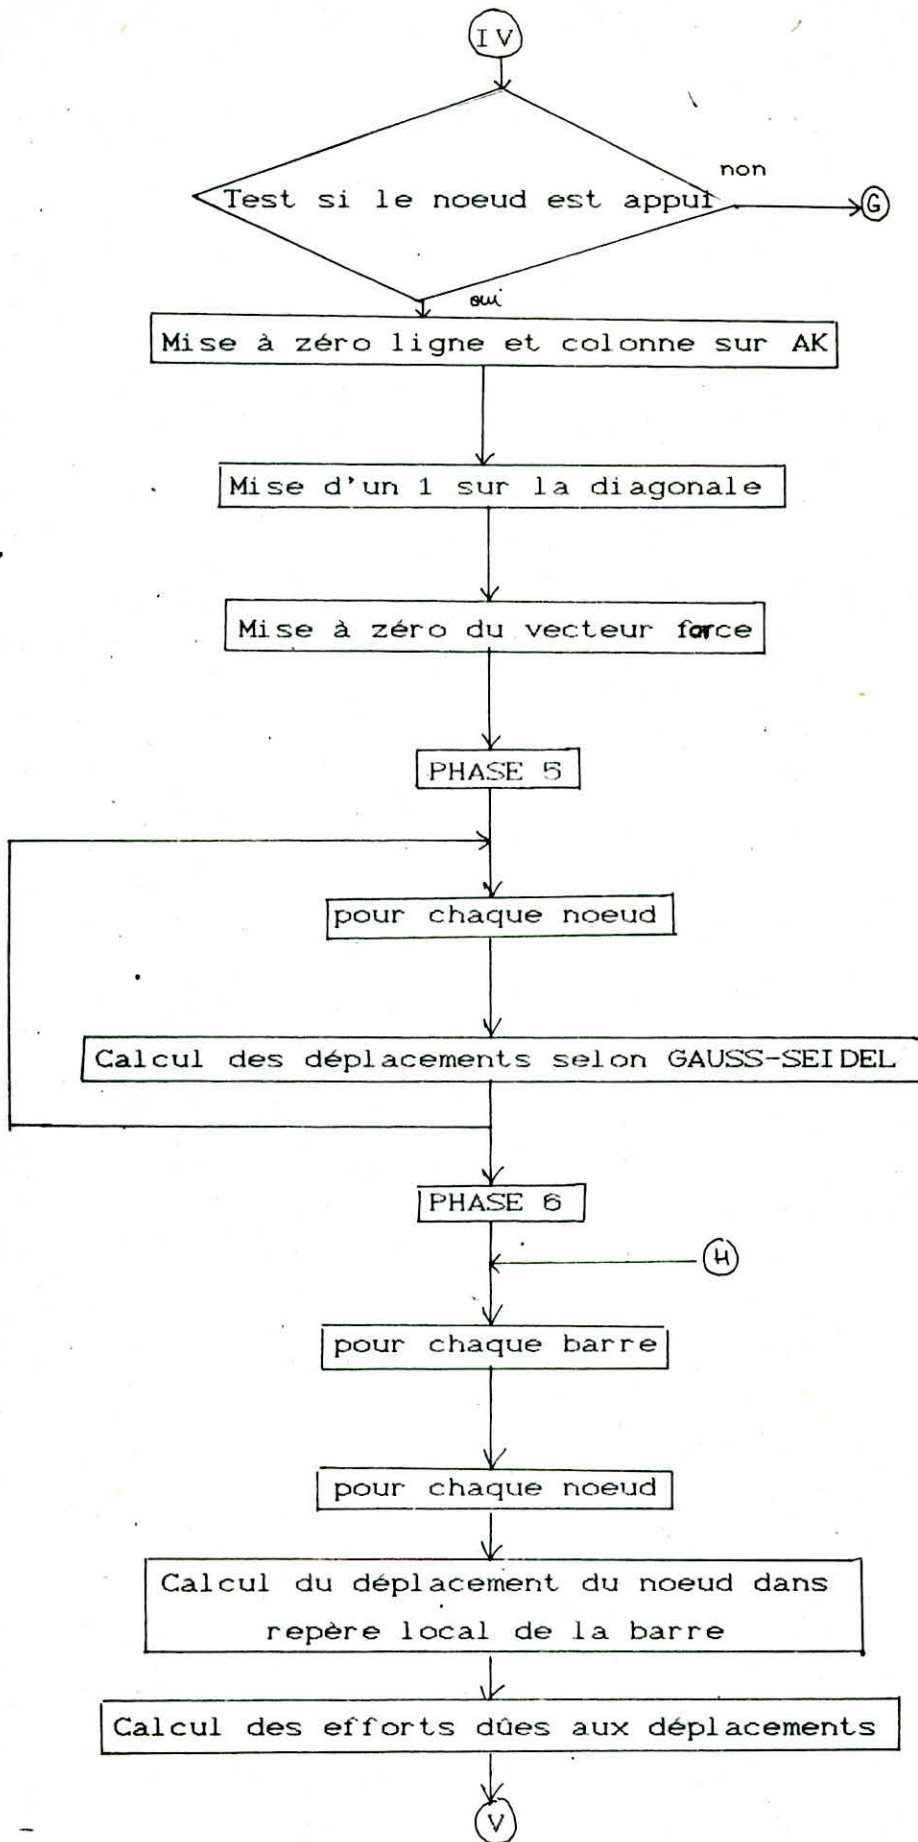 IV
non
Test si le noeud est appui
G
oui
Mise à zéro ligne et colonne sur AK
Mise d'un 1 sur la diagonale
Mise à zéro du vecteur force
PHASE 5
pour chaque noeud
Calcul des déplacements selon GAUSS-SEIDEL
PHASE 6
H
pour chaque barre
pour chaque noeud
Calcul du déplacement du noeud dans
repère local de la barre
Calcul des efforts dûes aux déplacements
V